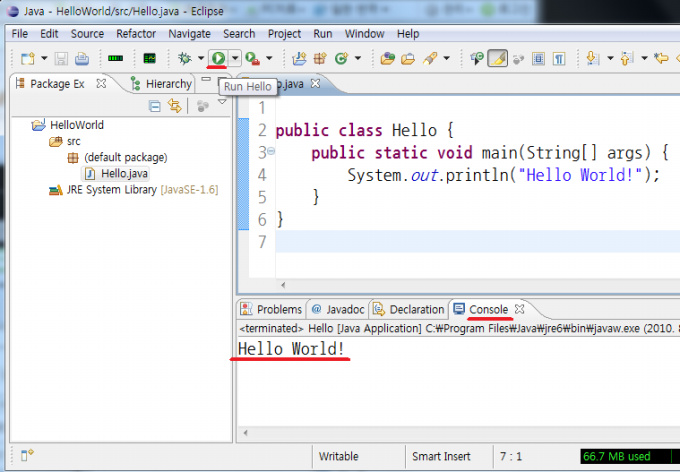 Java - HelloWorld/src/Hello.java - Eclipse
File Edit Source Refactor Navigate Search Project Run Window Help
Package Ex Hierarchy
Run Hello
.java
HelloWorld
src
(default package)
Hello.java
JRE System Library [JavaSE-1.6]
1
2 public class Hello {
3 public static void main(String[] args) {
4 System.out.println("Hello World!");
5 }
6 }
7
Problems @ Javadoc Declaration Console
<terminated> Hello [Java Application] C:₩Program Files₩Java₩jre6₩bin₩javaw.exe (2010. 8
Hello World!
Writable Smart Insert 7 : 1 66.7 MB used